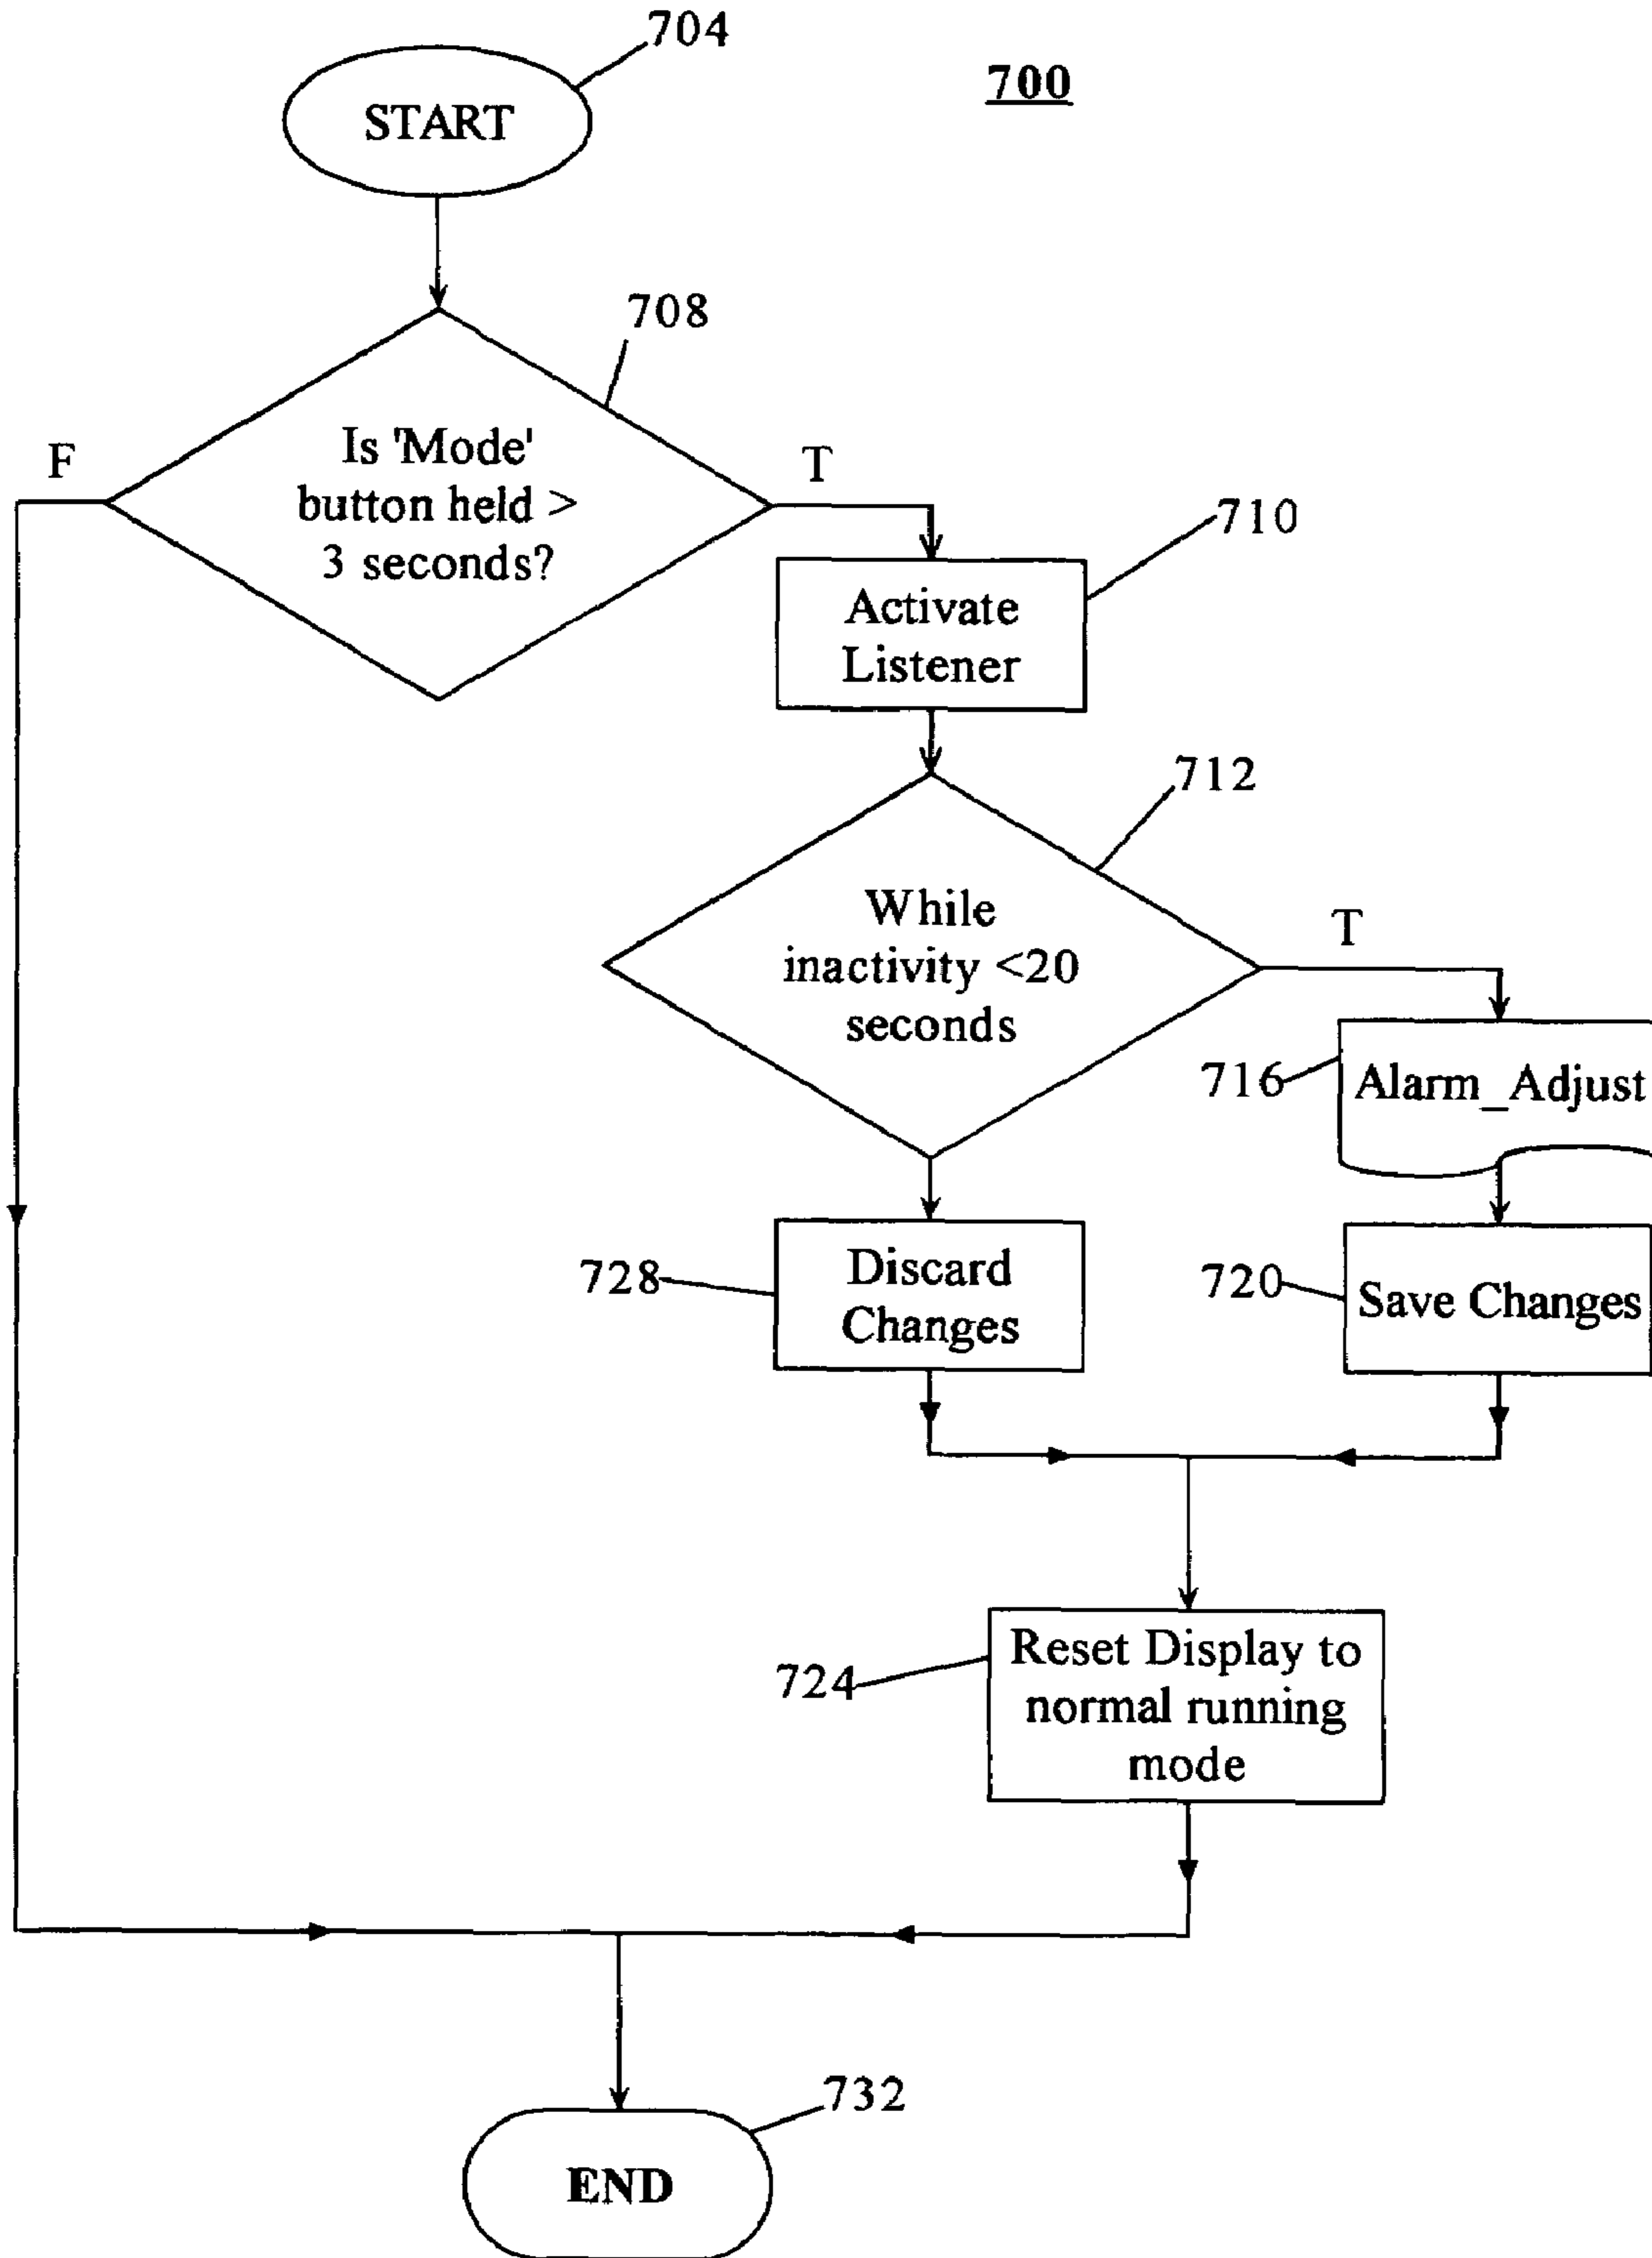 704
700
START
708
F
Is 'Mode'
button held >
3 seconds?
T
710
Activate
Listener
712
While
inactivity <20
seconds
T
716
Alarm_Adjust
728
Discard
Changes
720
Save Changes
724
Reset Display to
normal running
mode
732
END